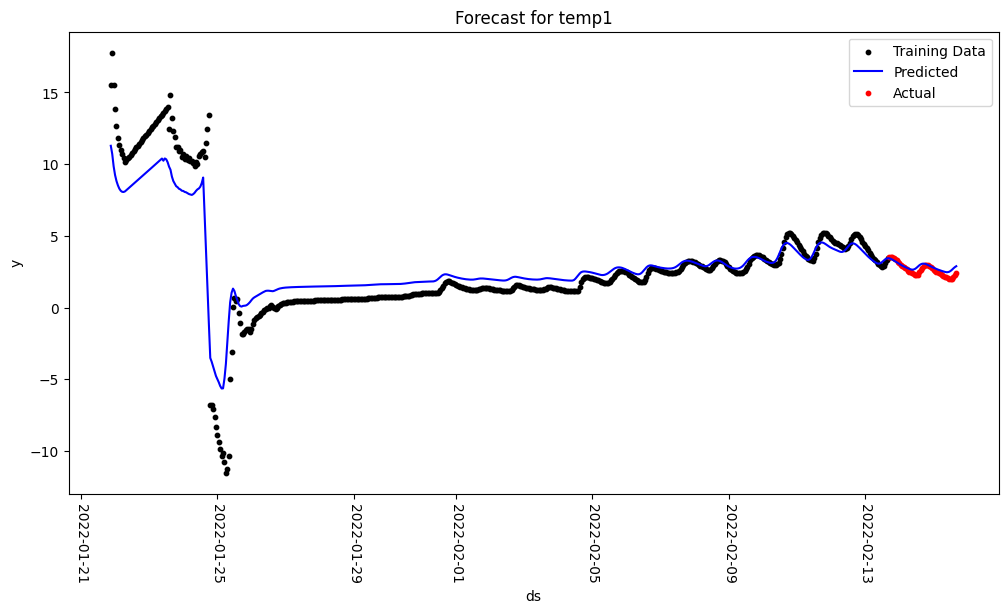 Forecast for temp1
Training Data
Predicted
Actual
y
15
10
5
0
−5
−10
2022-01-21
2022-01-25
2022-01-29
2022-02-01
2022-02-05
2022-02-09
2022-02-13
ds